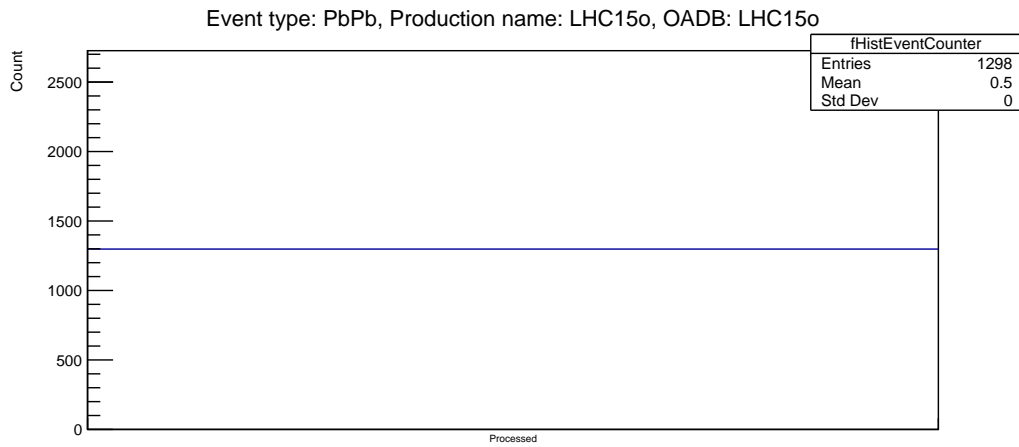 Event type: PbPb, Production name: LHC15o, OADB: LHC15o
fHistEventCounter
Entries 1298
Mean 0.5
Std Dev 0
Count
2500
2000
1500
1000
500
0
Processed